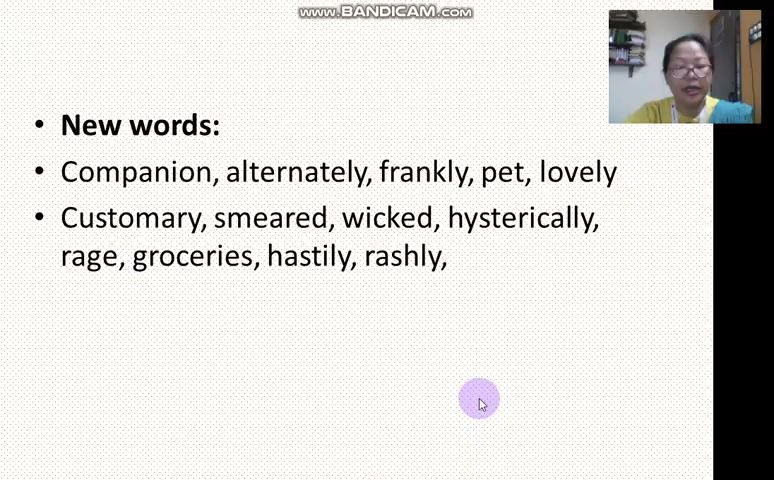 WWW.BANDICAM.COM
• New words:
• Companion, alternately, frankly, pet, lovely
• Customary, smeared, wicked, hysterically,
rage, groceries, hastily, rashly,